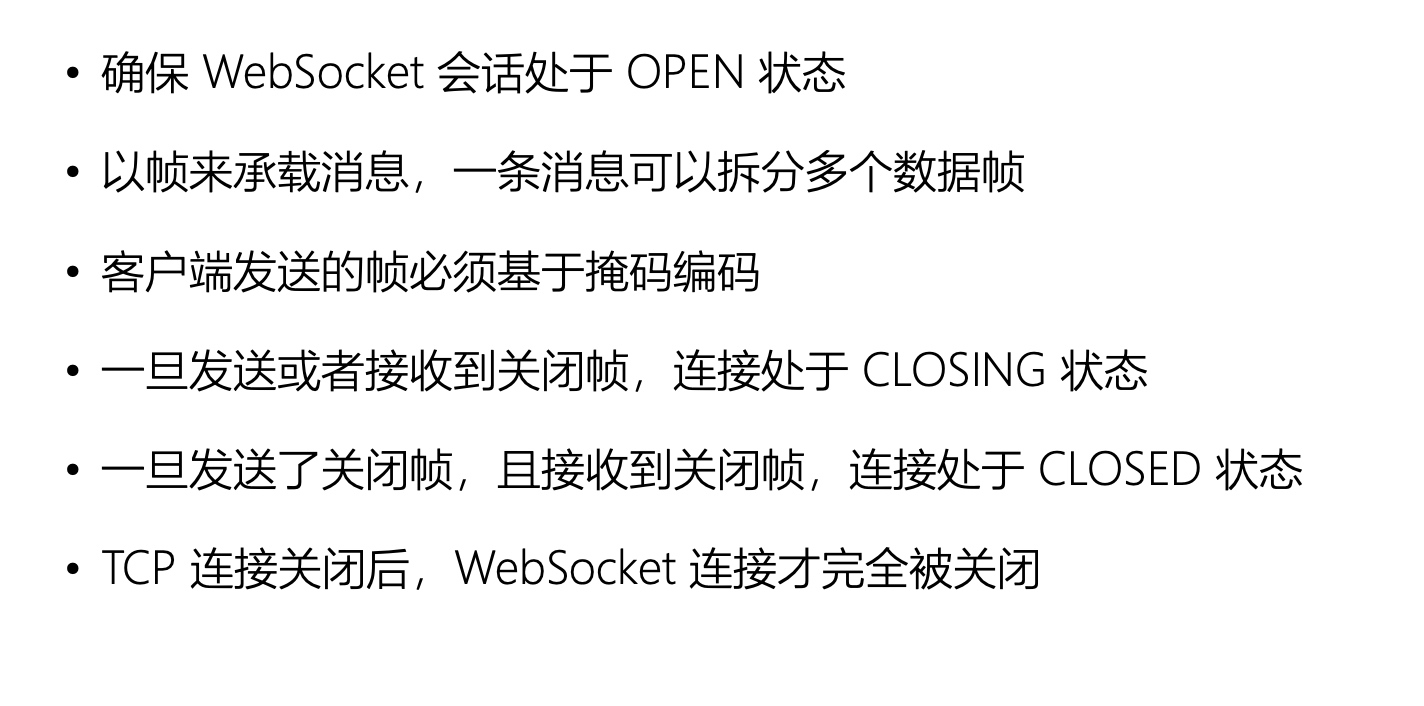 • 确保 WebSocket 会话处于 OPEN 状态
• 以帧来承载消息，一条消息可以拆分多个数据帧
• 客户端发送的帧必须基于掩码编码
• 一旦发送或者接收到关闭帧，连接处于 CLOSING 状态
• 一旦发送了关闭帧，且接收到关闭帧，连接处于 CLOSED 状态
• TCP 连接关闭后，WebSocket 连接才完全被关闭